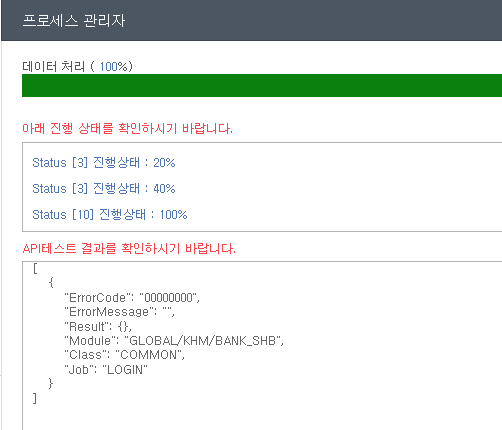 프로세스 관리자
데이터 처리 ( 100%)
아래 진행 상태를 확인하시기 바랍니다.
Status [3] 진행상태 : 20%
Status [3] 진행상태 : 40%
Status [10] 진행상태 : 100%
API테스트 결과를 확인하시기 바랍니다.
[
{
"ErrorCode": "00000000",
"ErrorMessage": "",
"Result": {},
"Module": "GLOBAL/KHM/BANK_SHB",
"Class": "COMMON",
"Job": "LOGIN"
}
]